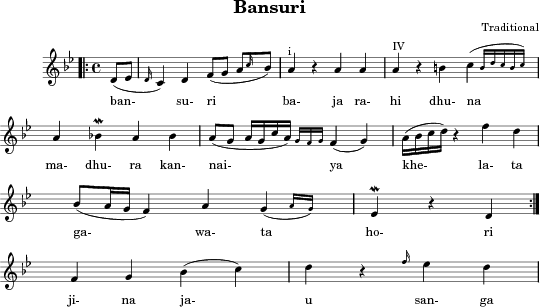 Bansuri
Traditional
i IV
ban- su- ri ba- ja ra- hi dhu- na
ma- dhu- ra kan- nai- ya khe- la- ta
ga- wa- ta ho- ri
ji- na ja- u san- ga